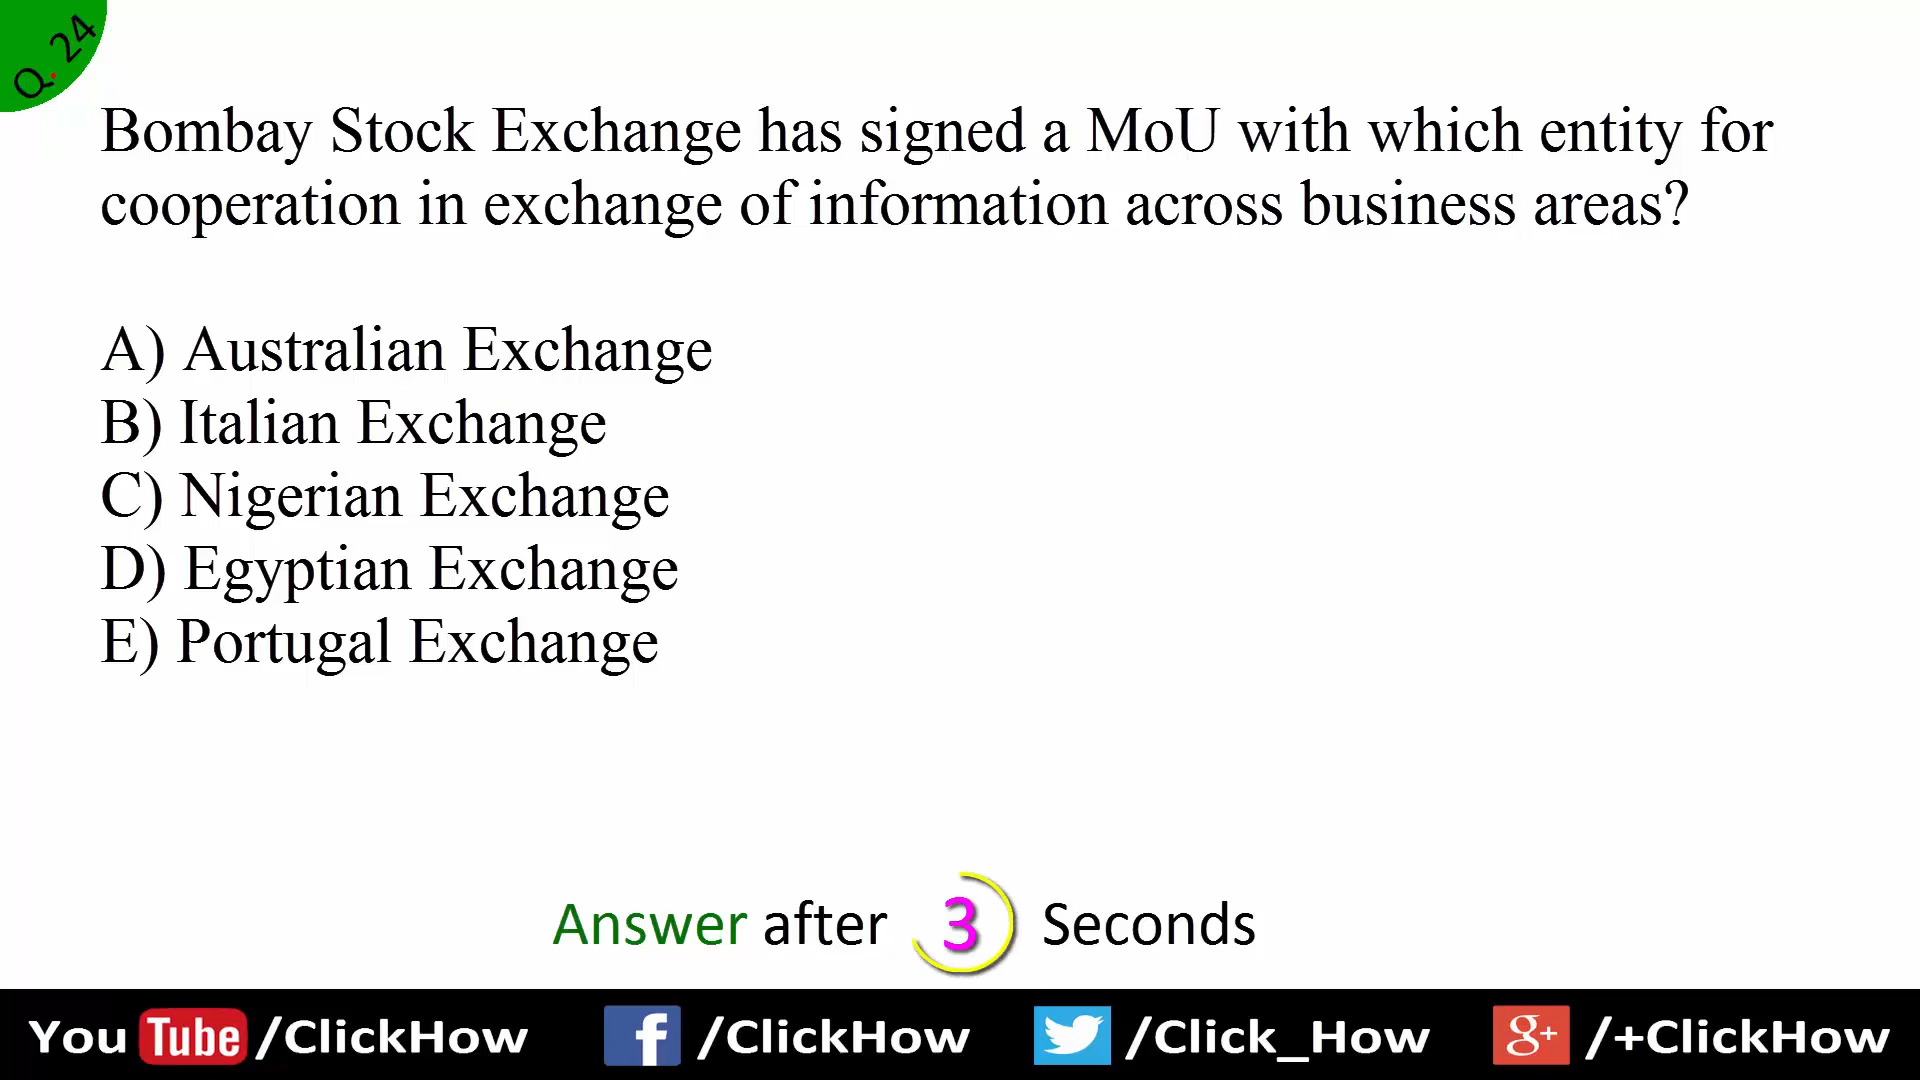 Q. 24
Bombay Stock Exchange has signed a MoU with which entity for
cooperation in exchange of information across business areas?
A) Australian Exchange
B) Italian Exchange
C) Nigerian Exchange
D) Egyptian Exchange
E) Portugal Exchange
Answer after 3 Seconds
You Tube /ClickHow f /ClickHow /Click_How g+ /+ClickHow